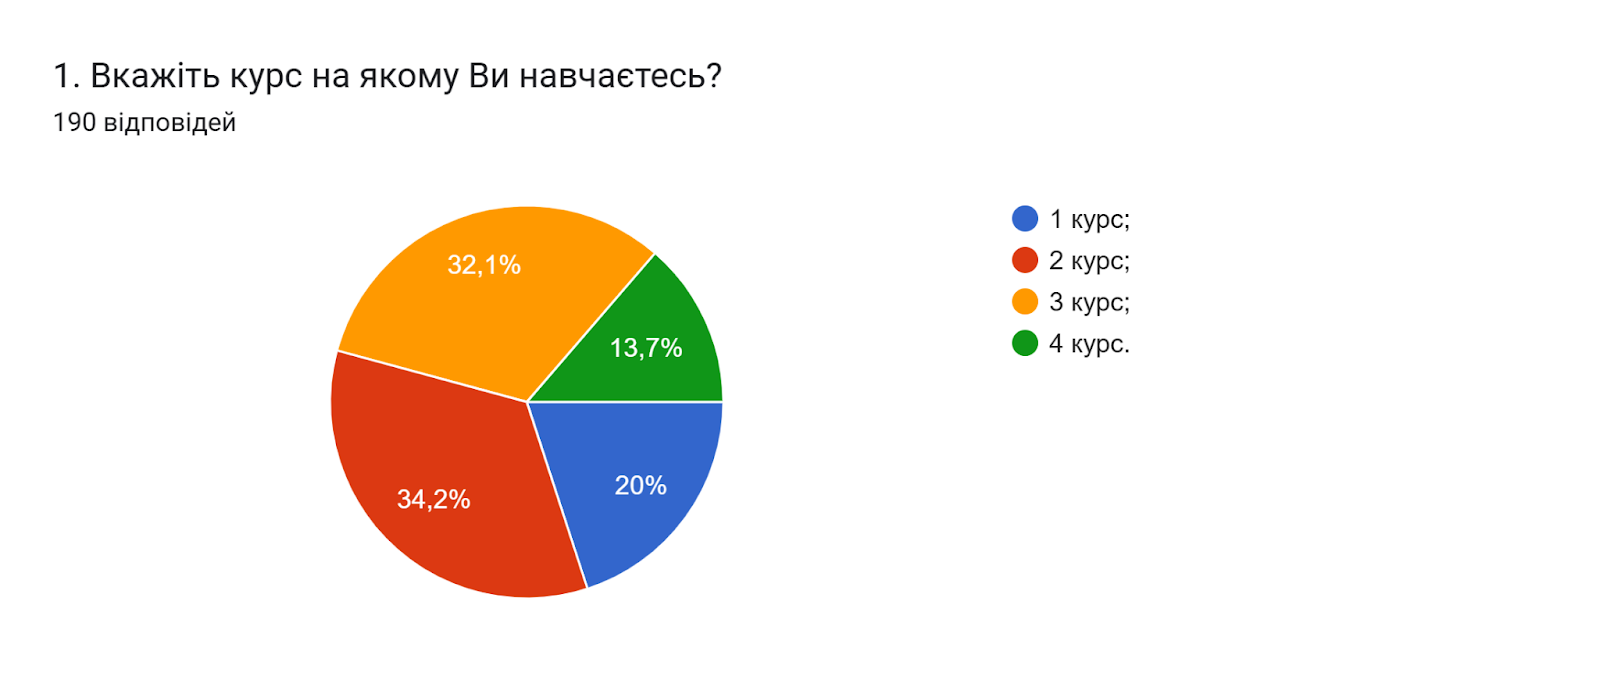 1. Вкажіть курс на якому Ви навчаєтесь?
190 відповідей
32,1%
13,7%
34,2%
20%
1 курс;
2 курс;
3 курс;
4 курс.